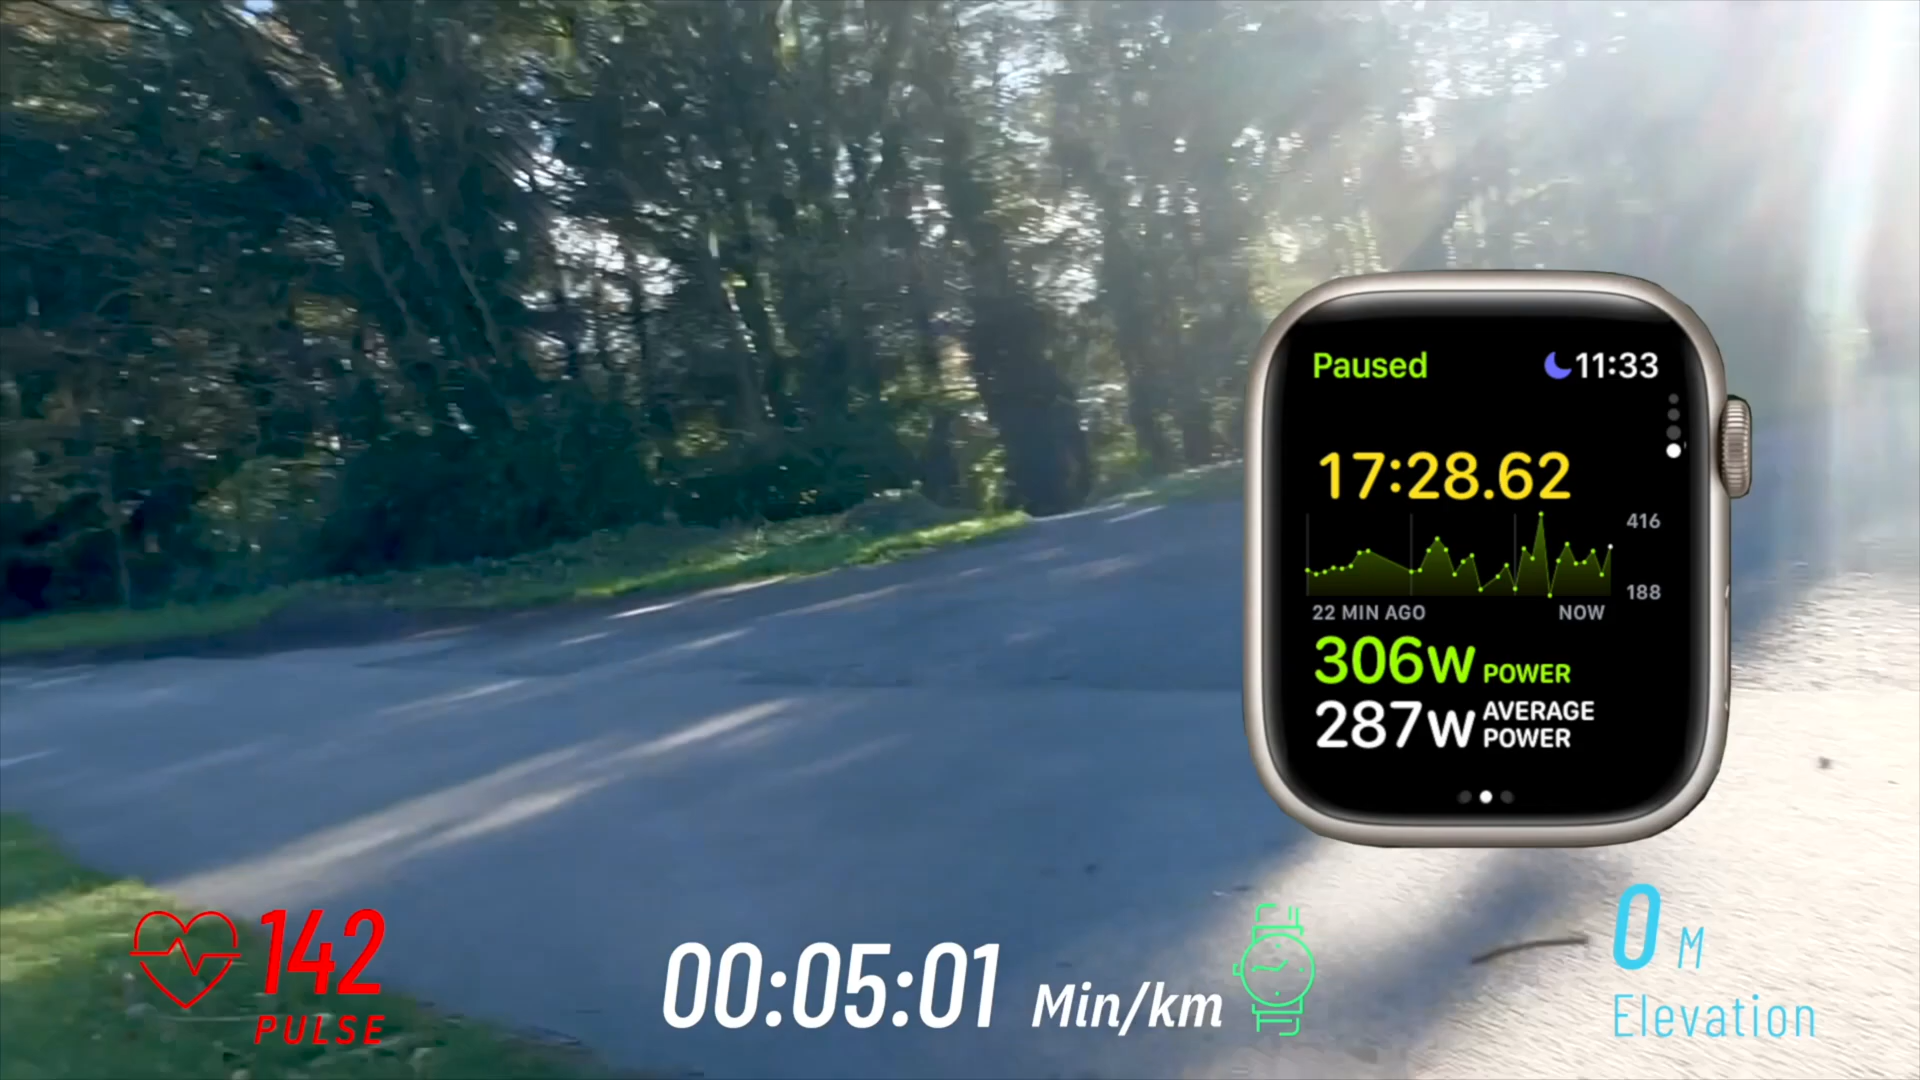 Paused 11:33
17:28.62
416
188
22 MIN AGO NOW
306W POWER
287W AVERAGE POWER
142
PULSE
00:05:01 Min/km
0 M
Elevation